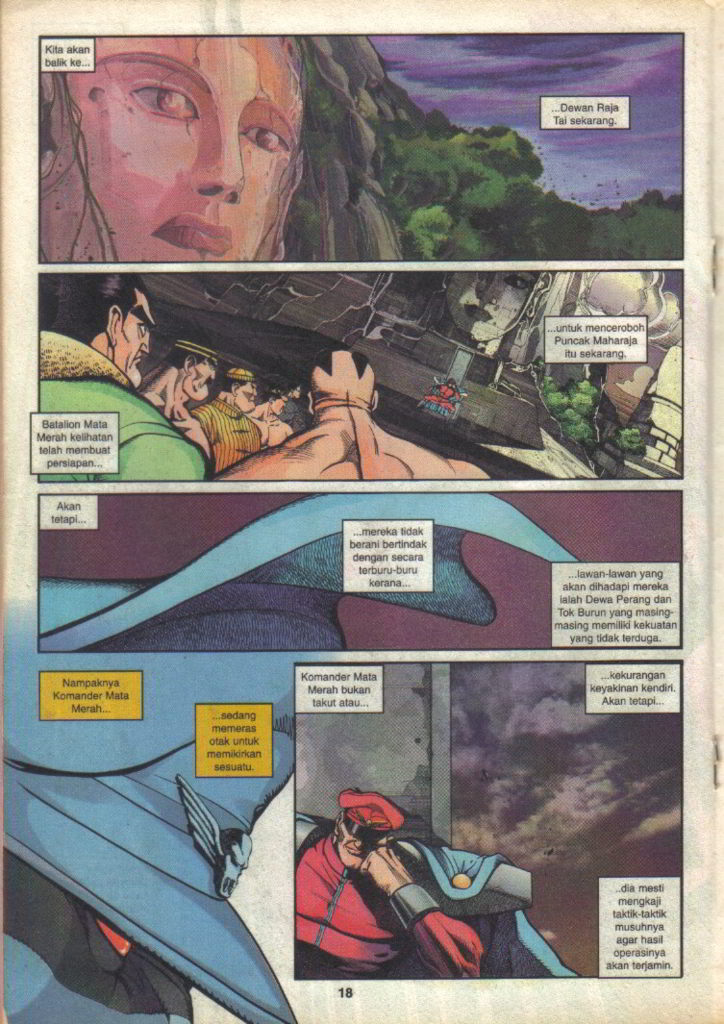 Kita akan
balik ke...
...Dewan Raja
Tai sekarang.
...untuk menceroboh
Puncak Maharaja
itu sekarang.
Batalion Mata
Merah kelihatan
telah membuat
persiapan...
Akan
tetapi...
...mereka tidak
berani bertindak
dengan secara
terburu-buru
kerana...
...lawan-lawan yang
akan dihadapi mereka
ialah Dewa Perang dan
Tok Burun yang masing-
masing memiliki kekuatan
yang tidak terduga.
Nampaknya
Komander Mata
Merah...
...sedang
memeras
otak untuk
memikirkan
sesuatu.
Komander Mata
Merah bukan
takut atau...
...kekurangan
keyakinan kendiri.
Akan tetapi...
...dia mesti
mengkaji
taktik-taktik
musuhnya
agar hasil
operasinya
akan terjamin.
18